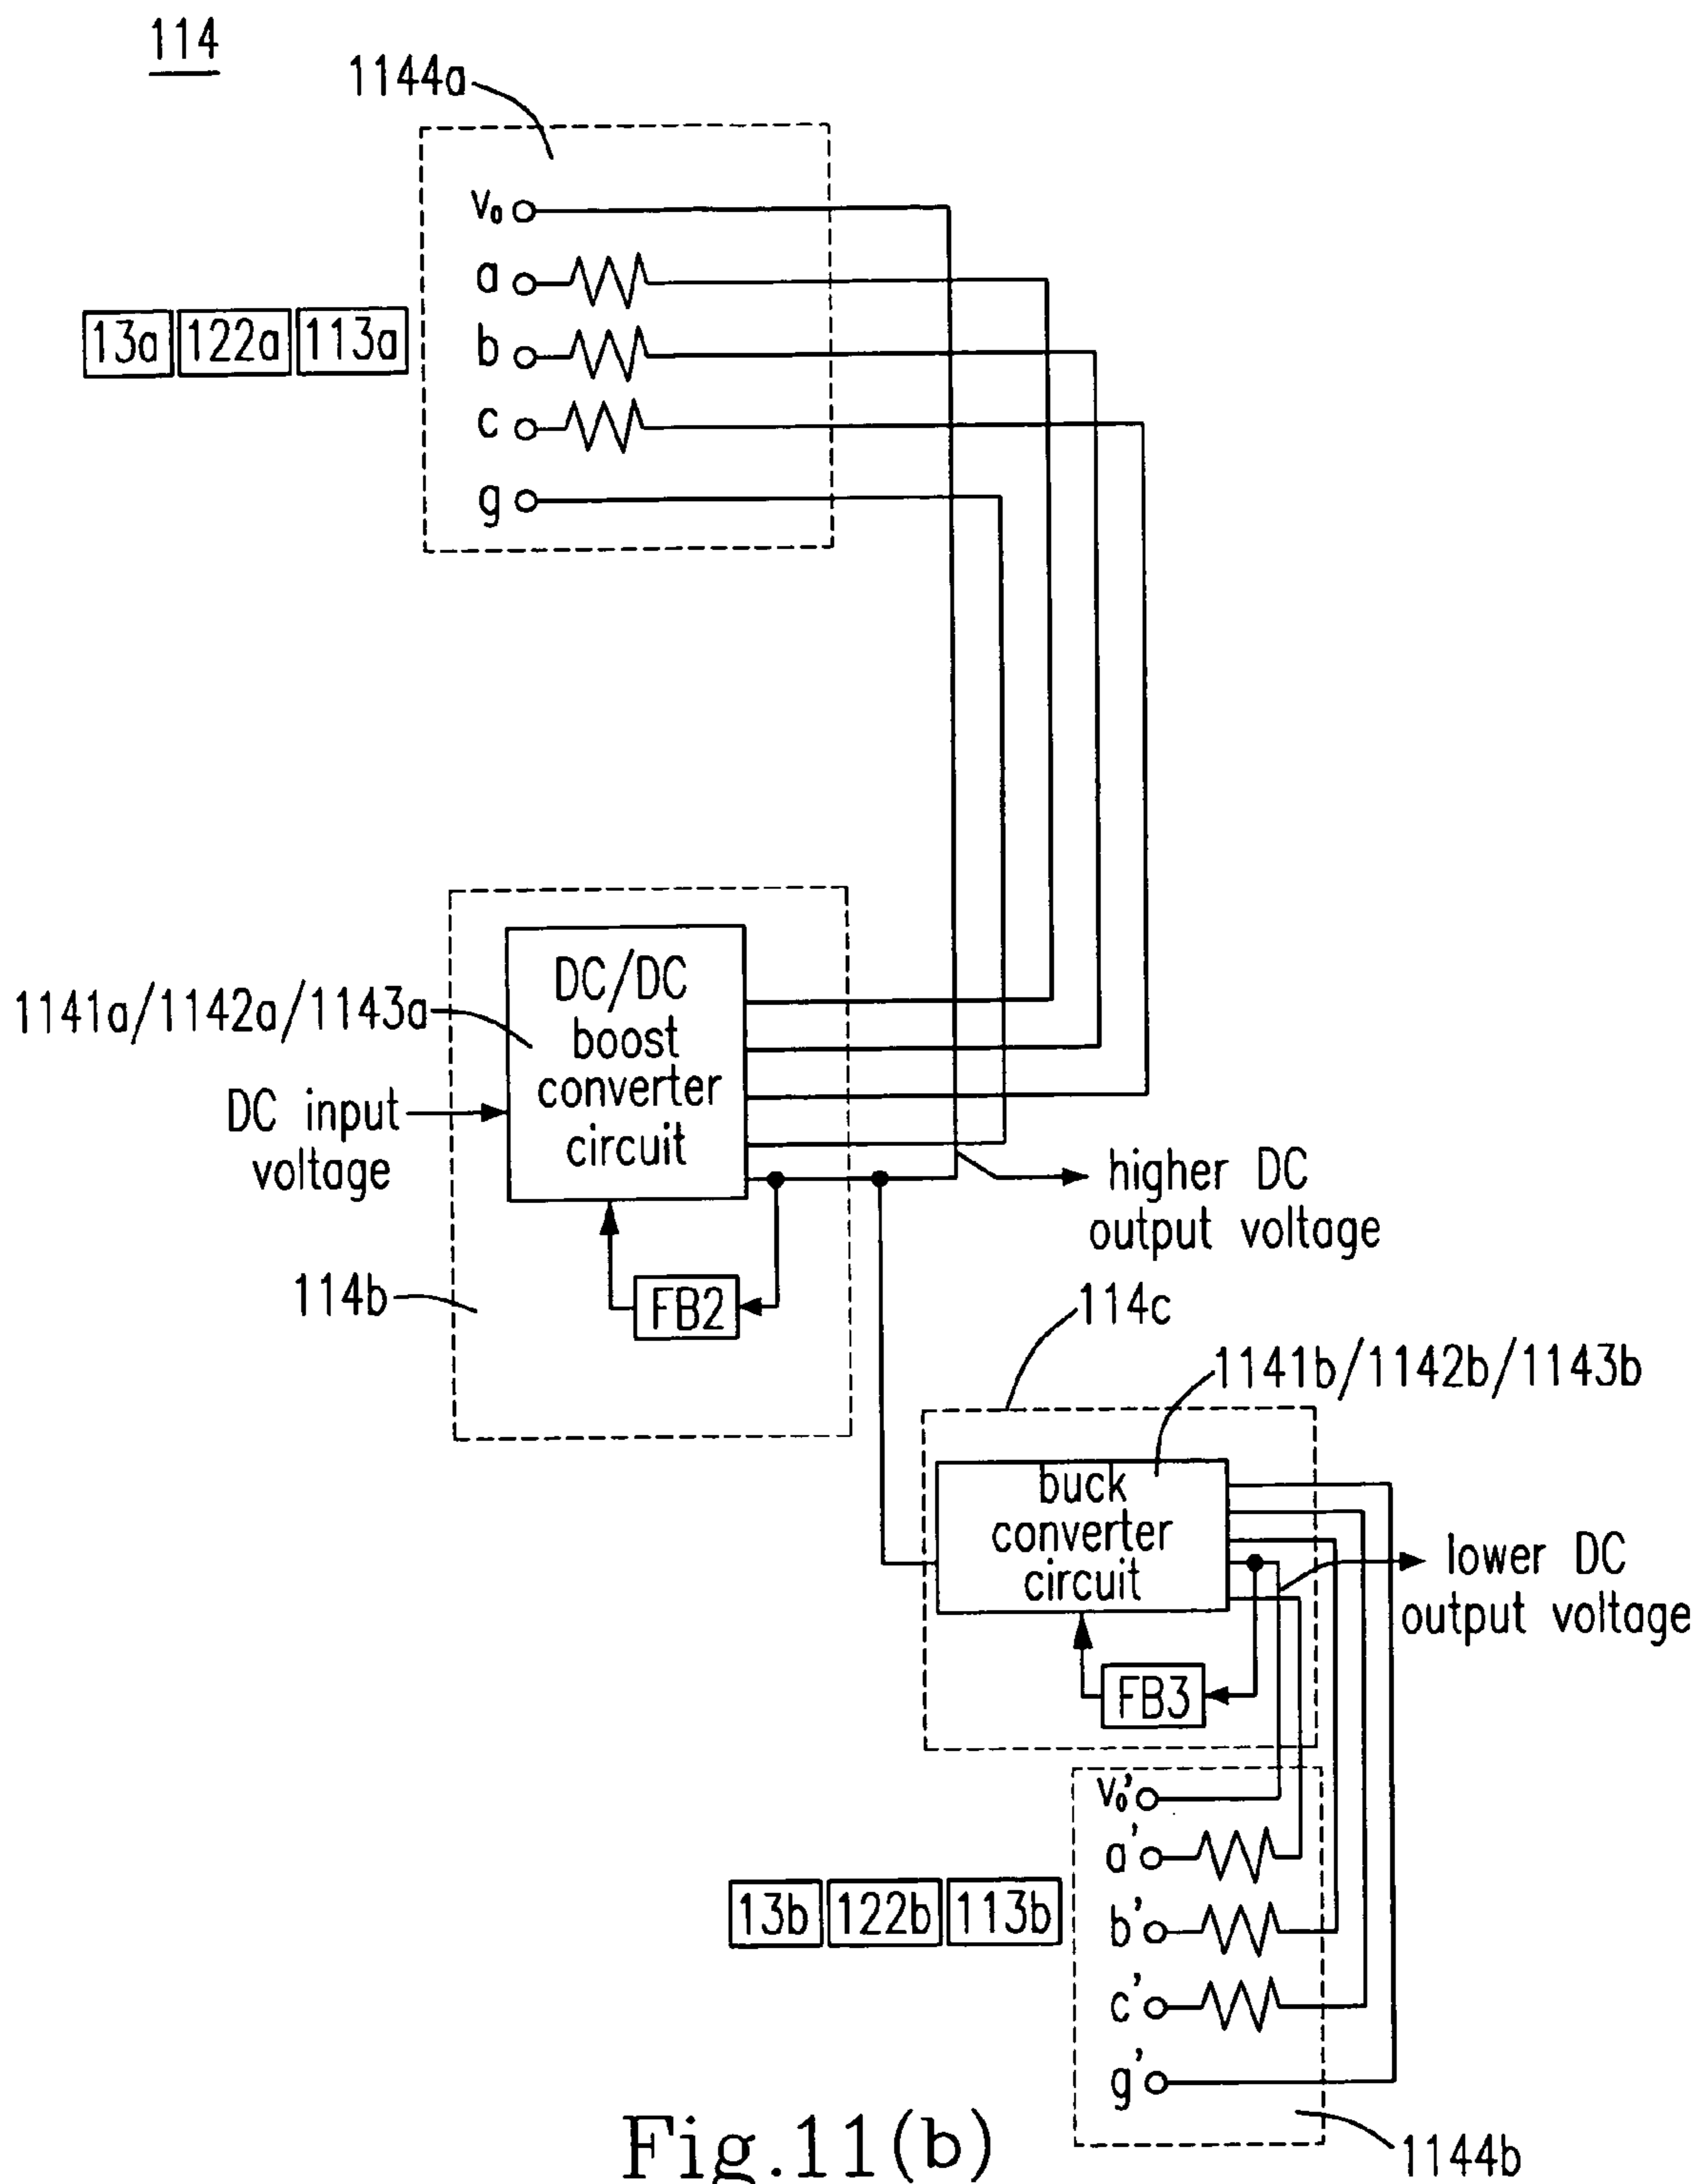 114
1144a
v₀
a
b
c
g
13a 122a 113a
1141a/1142a/1143a
DC/DC
boost
converter
circuit
DC input
voltage
higher DC
output voltage
114b
FB2
114c
1141b/1142b/1143b
buck
converter
circuit
lower DC
output voltage
FB3
v₀'
a'
b'
c'
g'
13b 122b 113b
1144b
Fig.11(b)